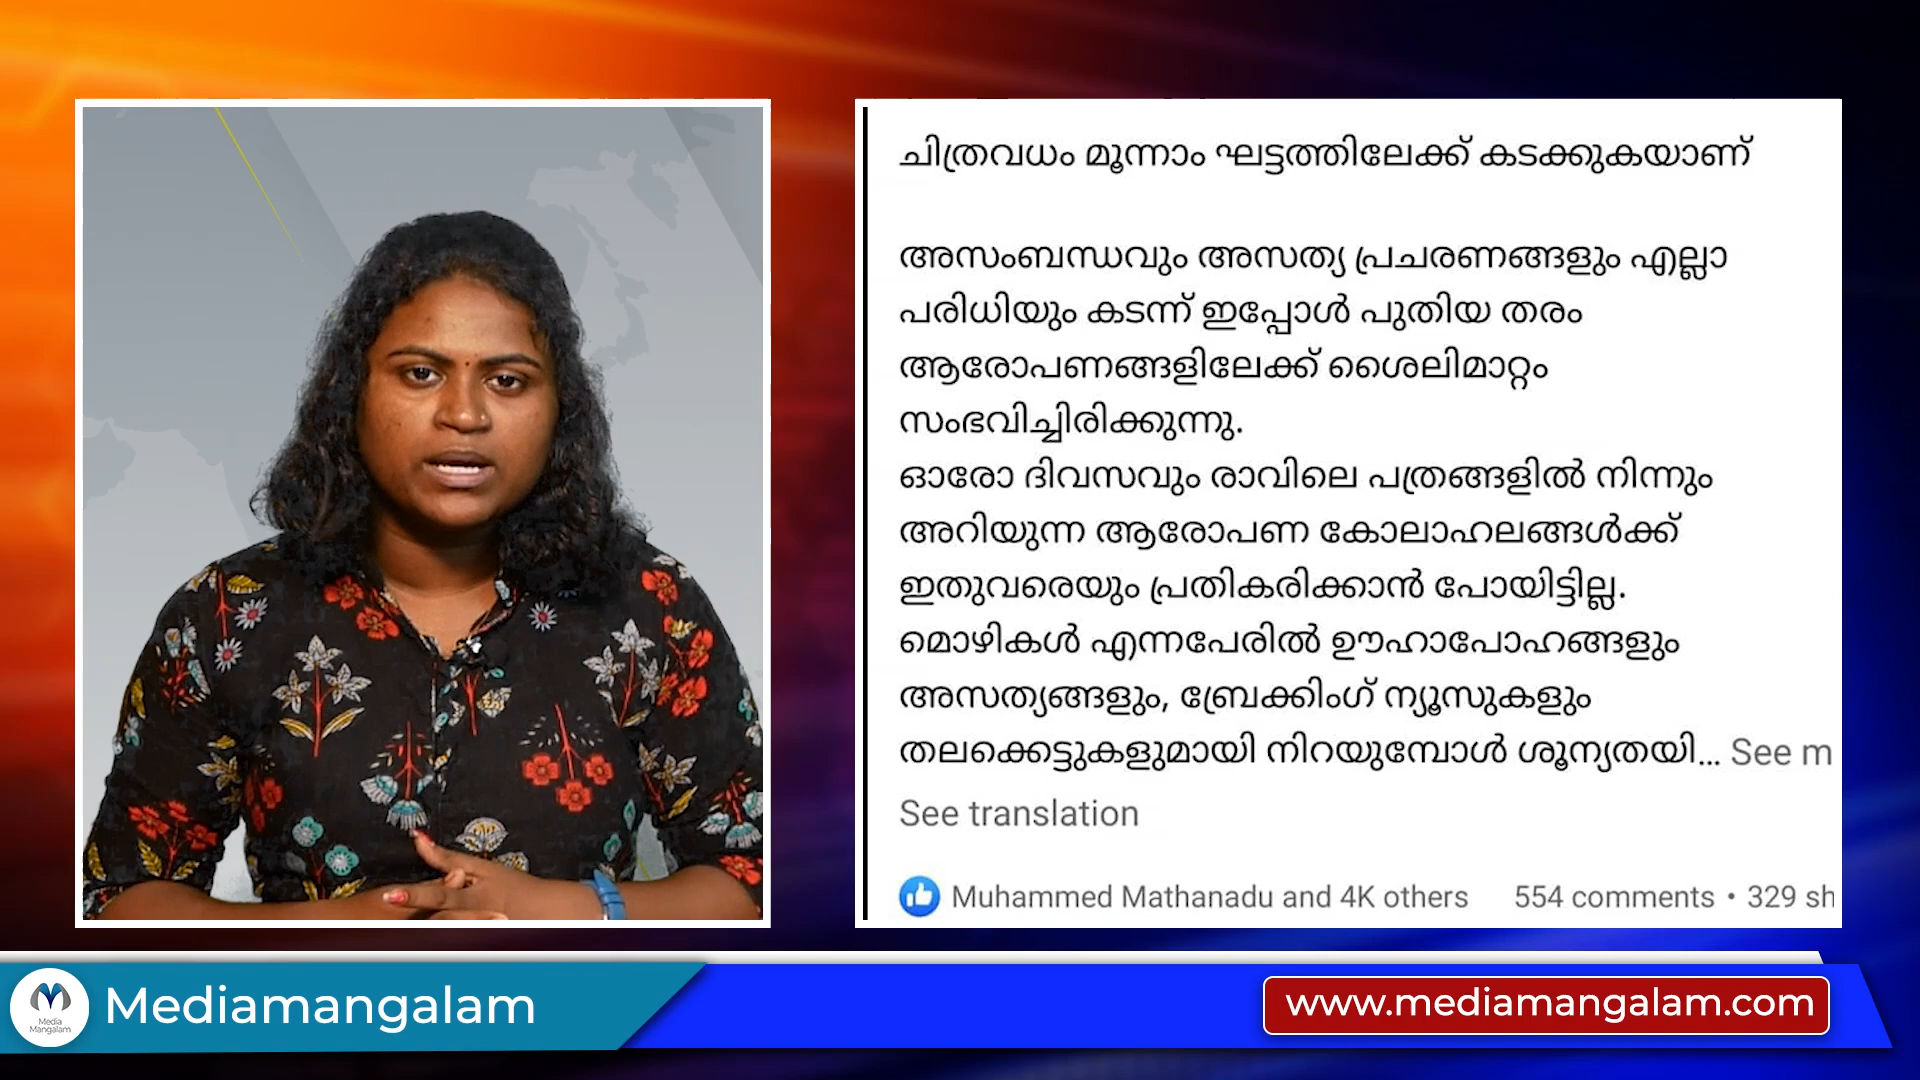 ചിത്രവധം മൂന്നാം ഘട്ടത്തിലേക്ക് കടക്കുകയാണ്
അസംബന്ധവും അസത്യ പ്രചരണങ്ങളും എല്ലാ
പരിധിയും കടന്ന് ഇപ്പോൾ പുതിയ തരം
ആരോപണങ്ങളിലേക്ക് ശൈലിമാറ്റം
സംഭവിച്ചിരിക്കുന്നു.
ഓരോ ദിവസവും രാവിലെ പത്രങ്ങളിൽ നിന്നും
അറിയുന്ന ആരോപണ കോലാഹലങ്ങൾക്ക്
ഇതുവരെയും പ്രതികരിക്കാൻ പോയിട്ടില്ല.
മൊഴികൾ എന്നപേരിൽ ഊഹാപോഹങ്ങളും
അസത്യങ്ങളും, ബ്രേക്കിംഗ് ന്യൂസുകളും
തലക്കെട്ടുകളുമായി നിറയുമ്പോൾ ശൂന്യതയി... See m
See translation
Muhammed Mathanadu and 4K others 554 comments • 329 sh
Media
Mangalam
Mediamangalam
www.mediamangalam.com